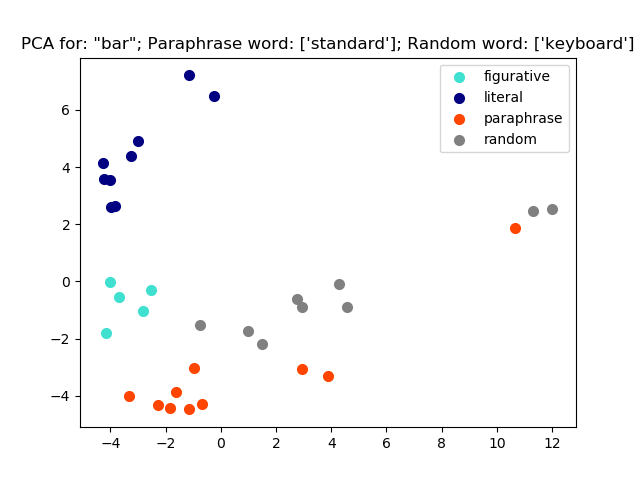 PCA for: "bar"; Paraphrase word: ['standard']; Random word: ['keyboard']
figurative
literal
paraphrase
random
6
4
2
0
−2
−4
−4 −2 0 2 4 6 8 10 12